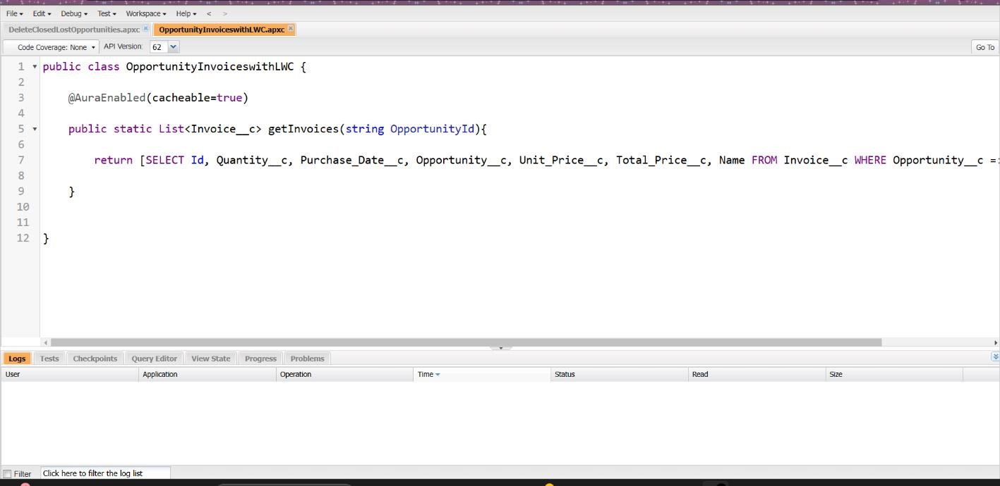 File Edit Debug Test Workspace Help < >
DeleteClosedLostOpportunities.apxc OpportunityInvoiceswithLWC.apxc
Code Coverage: None API Version: 62 Go To
1 public class OpportunityInvoiceswithLWC {
2
3 @AuraEnabled(cacheable=true)
4
5 public static List<Invoice__c> getInvoices(string OpportunityId){
6
7 return [SELECT Id, Quantity__c, Purchase_Date__c, Opportunity__c, Unit_Price__c, Total_Price__c, Name FROM Invoice__c WHERE Opportunity__c =:
8
9 }
10
11
12 }
Logs Tests Checkpoints Query Editor View State Progress Problems
User Application Operation Time Status Read Size
Filter Click here to filter the log list